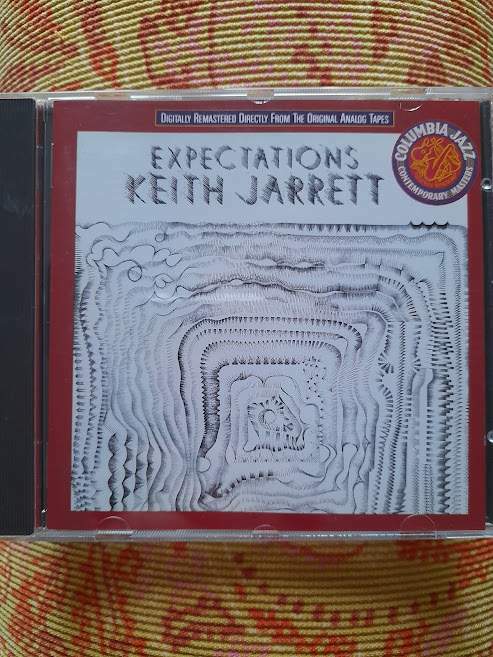 DIGITALLY REMASTERED DIRECTLY FROM THE ORIGINAL ANALOG TAPES
EXPECTATIONS
KEITH JARRETT
COLUMBIA JAZZ
CONTEMPORARY MASTERS